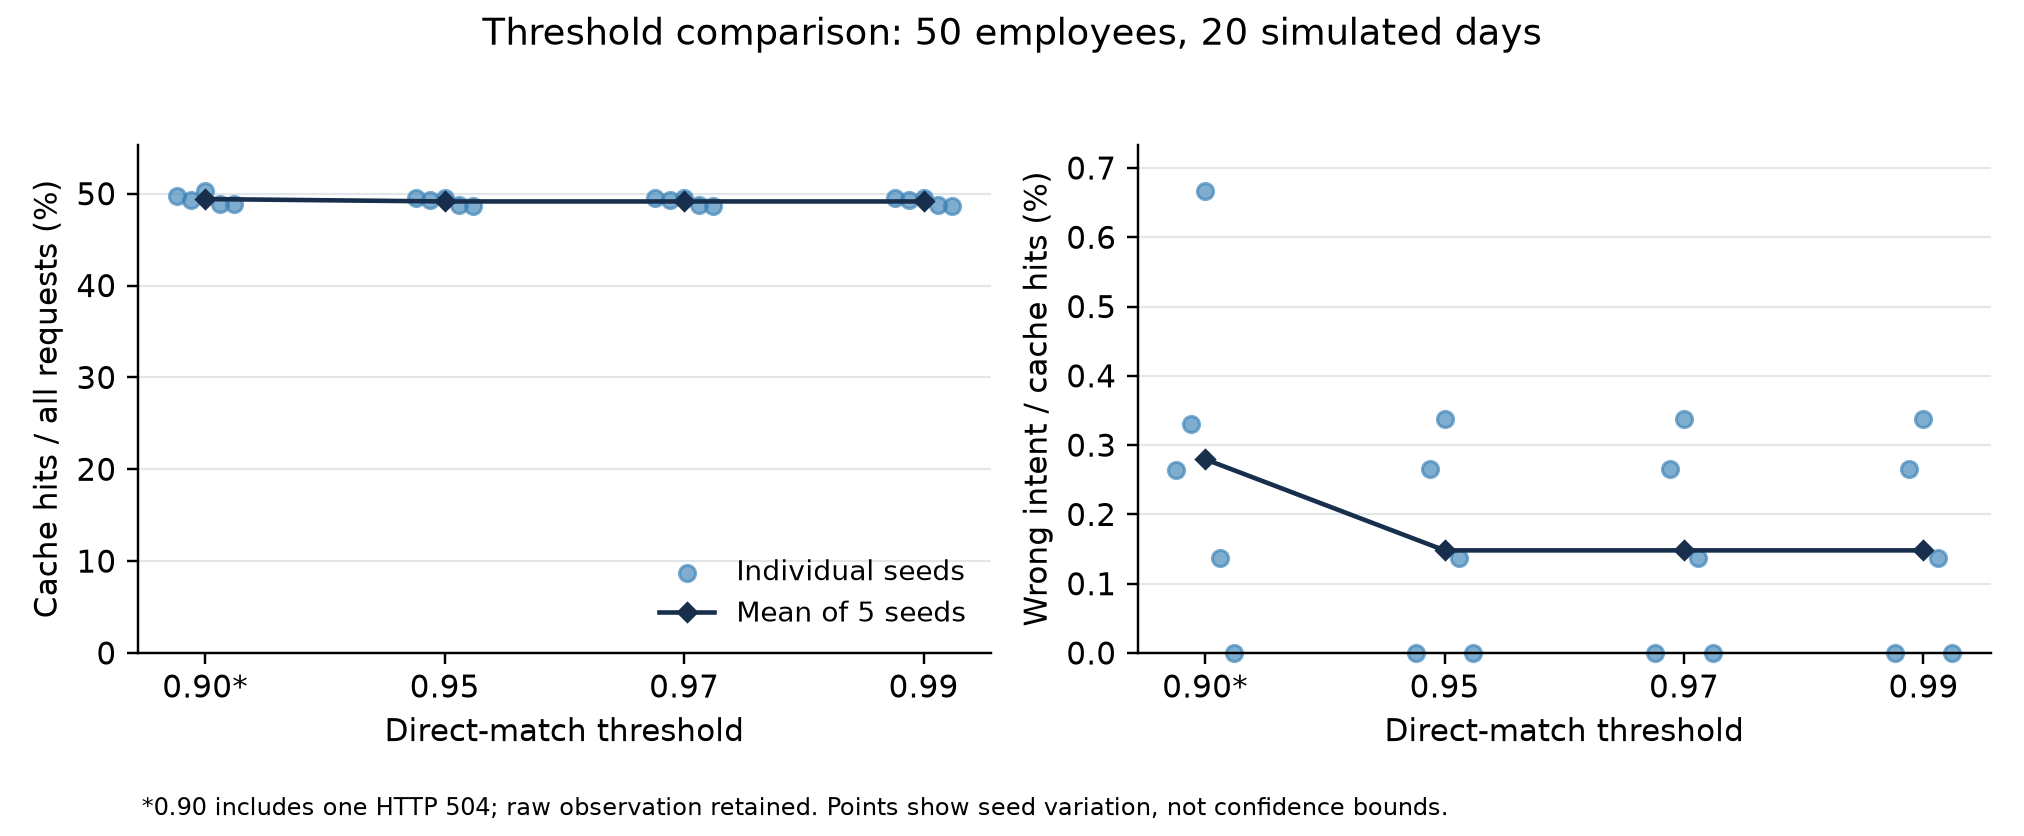 Threshold comparison: 50 employees, 20 simulated days
Cache hits / all requests (%)
50
40
30
20
10
0
Individual seeds
Mean of 5 seeds
0.90*
0.95
0.97
0.99
Direct-match threshold
Wrong intent / cache hits (%)
0.7
0.6
0.5
0.4
0.3
0.2
0.1
0.0
0.90*
0.95
0.97
0.99
Direct-match threshold
*0.90 includes one HTTP 504; raw observation retained. Points show seed variation, not confidence bounds.